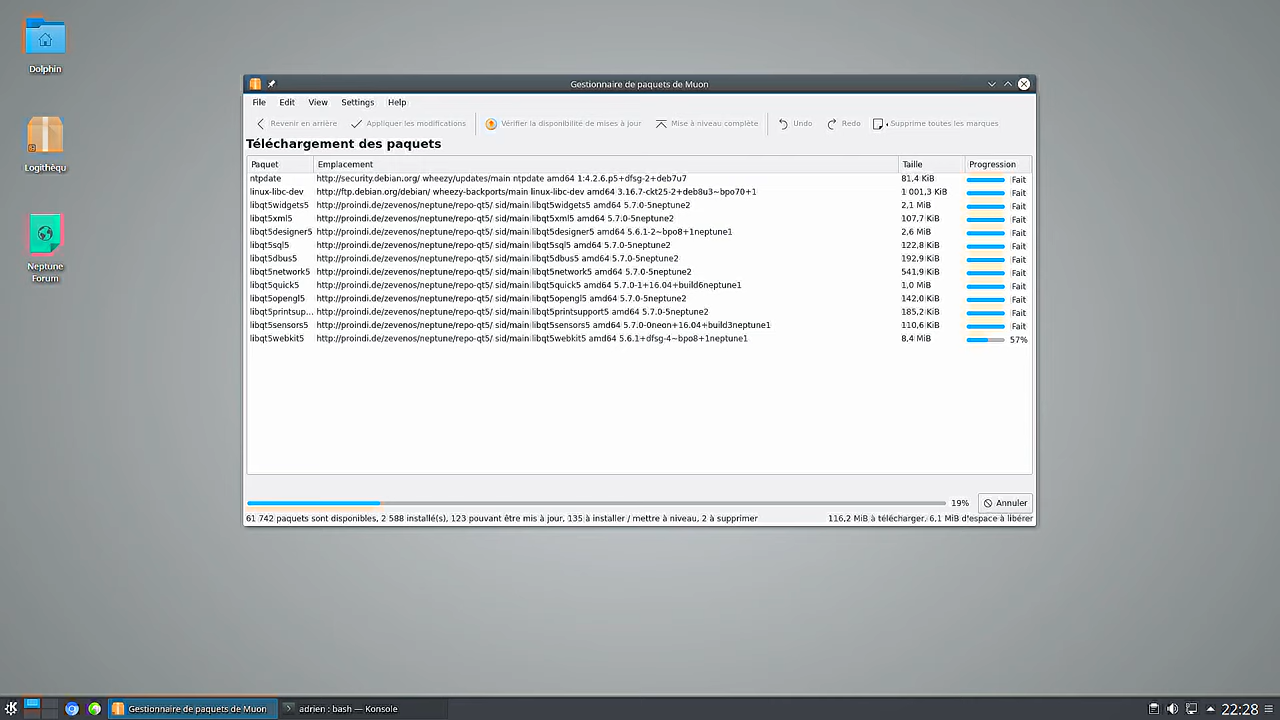 Dolphin
Logithèqu
Neptune
Forum
Gestionnaire de paquets de Muon
File Edit View Settings Help
Revenir en arrière Appliquer les modifications Vérifier la disponibilité de mises à jour Mise à niveau complète Undo Redo Supprime toutes les marques
Téléchargement des paquets
Paquet Emplacement Taille Progression
ntpdate http://security.debian.org/ wheezy/updates/main ntpdate amd64 1:4.2.6.p5+dfsg-2+deb7u7 81,4 KiB Fait
linux-libc-dev http://ftp.debian.org/debian/ wheezy-backports/main linux-libc-dev amd64 3.16.7-ckt25-2+deb8u3~bpo70+1 1 001,3 KiB Fait
libqt5widgets5 http://proindi.de/zevenos/neptune/repo-qt5/ sid/main libqt5widgets5 amd64 5.7.0-5neptune2 2,1 MiB Fait
libqt5xml5 http://proindi.de/zevenos/neptune/repo-qt5/ sid/main libqt5xml5 amd64 5.7.0-5neptune2 107,7 KiB Fait
libqt5designer5 http://proindi.de/zevenos/neptune/repo-qt5/ sid/main libqt5designer5 amd64 5.6.1-2~bpo8+1neptune1 2,6 MiB Fait
libqt5sql5 http://proindi.de/zevenos/neptune/repo-qt5/ sid/main libqt5sql5 amd64 5.7.0-5neptune2 122,8 KiB Fait
libqt5dbus5 http://proindi.de/zevenos/neptune/repo-qt5/ sid/main libqt5dbus5 amd64 5.7.0-5neptune2 192,9 KiB Fait
libqt5network5 http://proindi.de/zevenos/neptune/repo-qt5/ sid/main libqt5network5 amd64 5.7.0-5neptune2 541,9 KiB Fait
libqt5quick5 http://proindi.de/zevenos/neptune/repo-qt5/ sid/main libqt5quick5 amd64 5.7.0-1+16.04+build6neptune1 1,0 MiB Fait
libqt5opengl5 http://proindi.de/zevenos/neptune/repo-qt5/ sid/main libqt5opengl5 amd64 5.7.0-5neptune2 142,0 KiB Fait
libqt5printsup... http://proindi.de/zevenos/neptune/repo-qt5/ sid/main libqt5printsupport5 amd64 5.7.0-5neptune2 185,2 KiB Fait
libqt5sensors5 http://proindi.de/zevenos/neptune/repo-qt5/ sid/main libqt5sensors5 amd64 5.7.0-0neon+16.04+build3neptune1 110,6 KiB Fait
libqt5webkit5 http://proindi.de/zevenos/neptune/repo-qt5/ sid/main libqt5webkit5 amd64 5.6.1+dfsg-4~bpo8+1neptune1 8,4 MiB 57%
19% Annuler
61 742 paquets sont disponibles, 2 588 installé(s), 123 pouvant être mis à jour, 135 à installer / mettre à niveau, 2 à supprimer 116,2 MiB à télécharger, 6,1 MiB d'espace à libérer
Gestionnaire de paquets de Muon adrien : bash — Konsole 22:28